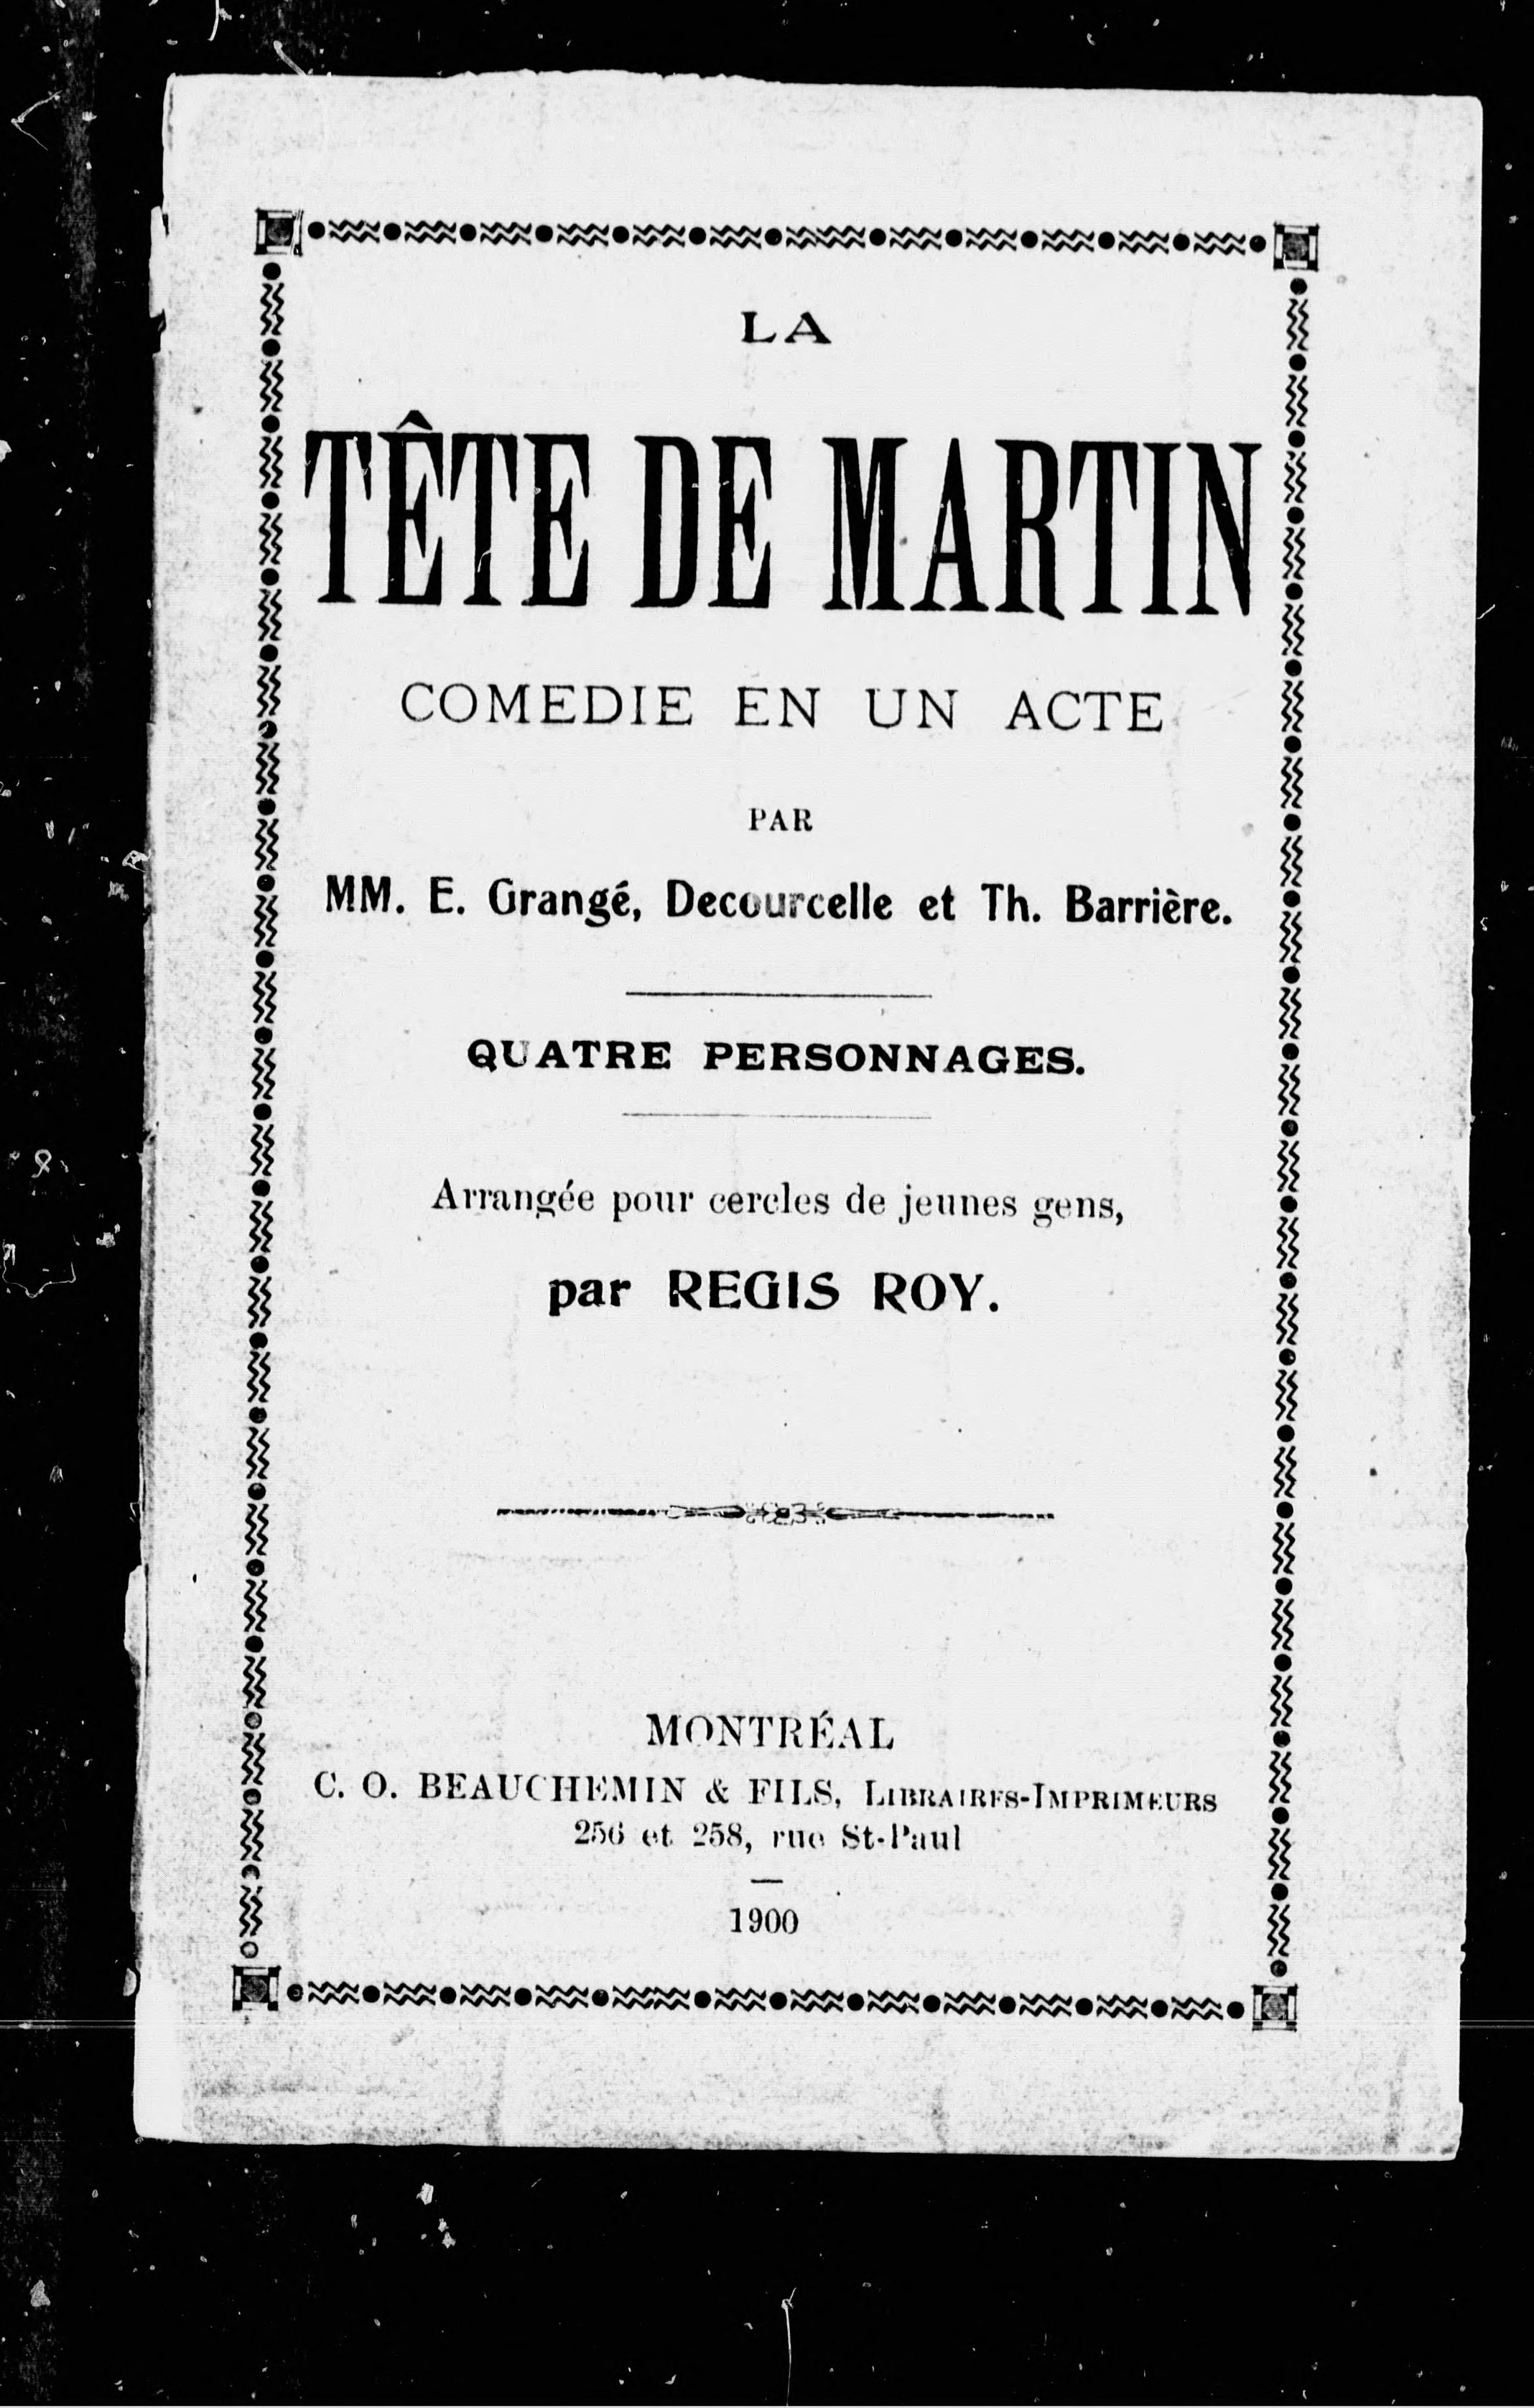 LA
TÊTE DE MARTIN
COMEDIE EN UN ACTE
PAR
MM. E. Grangé, Decourcelle et Th. Barrière.
QUATRE PERSONNAGES.
Arrangée pour cercles de jeunes gens,
par REGIS ROY.
MONTRÉAL
C. O. BEAUCHEMIN & FILS, LIBRAIRES-IMPRIMEURS
256 et 258, rue St-Paul
1900